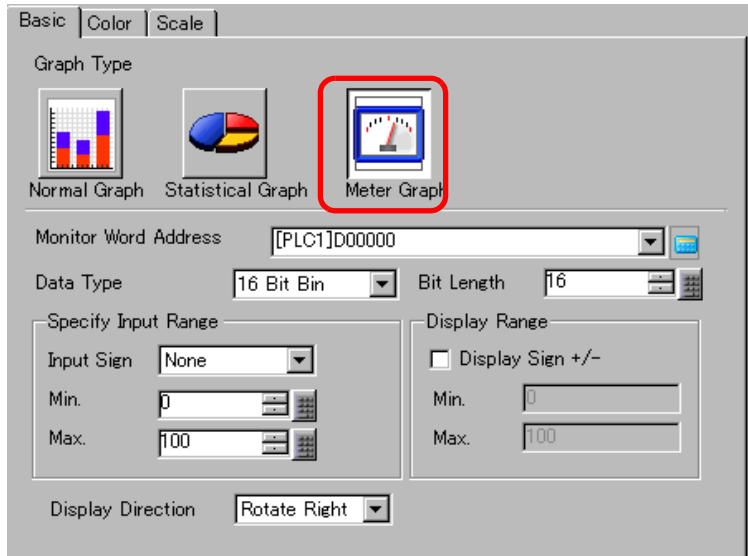 Basic Color Scale
Graph Type
Normal Graph Statistical Graph Meter Graph
Monitor Word Address [PLC1]D00000
Data Type 16 Bit Bin Bit Length 16
Specify Input Range Display Range
Input Sign None Display Sign +/-
Min. 0 Min. 0
Max. 100 Max. 100
Display Direction Rotate Right